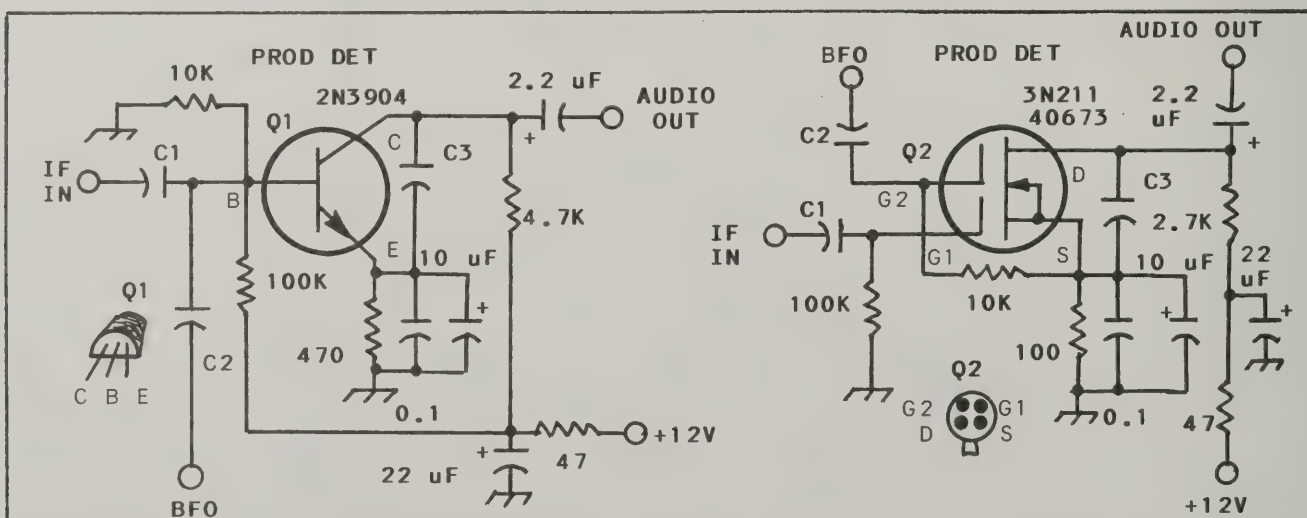 PROD DET
10K
2N3904
2.2 uF
AUDIO
OUT
Q1
C
C3
C1
IF
IN
B
4.7K
E
10 uF
100K
Q1
470
C2
C B E
0.1
+12V
22 uF
47
BFO
AUDIO OUT
BFO
PROD DET
3N211
40673
2.2
uF
C2
Q2
+
D
C3
G2
C1
2.7K
IF
IN
G1
S
10 uF
22
uF
10K
100K
+
+
100
Q2
G2
G1
D
S
0.1
47
+12V
+
+
+